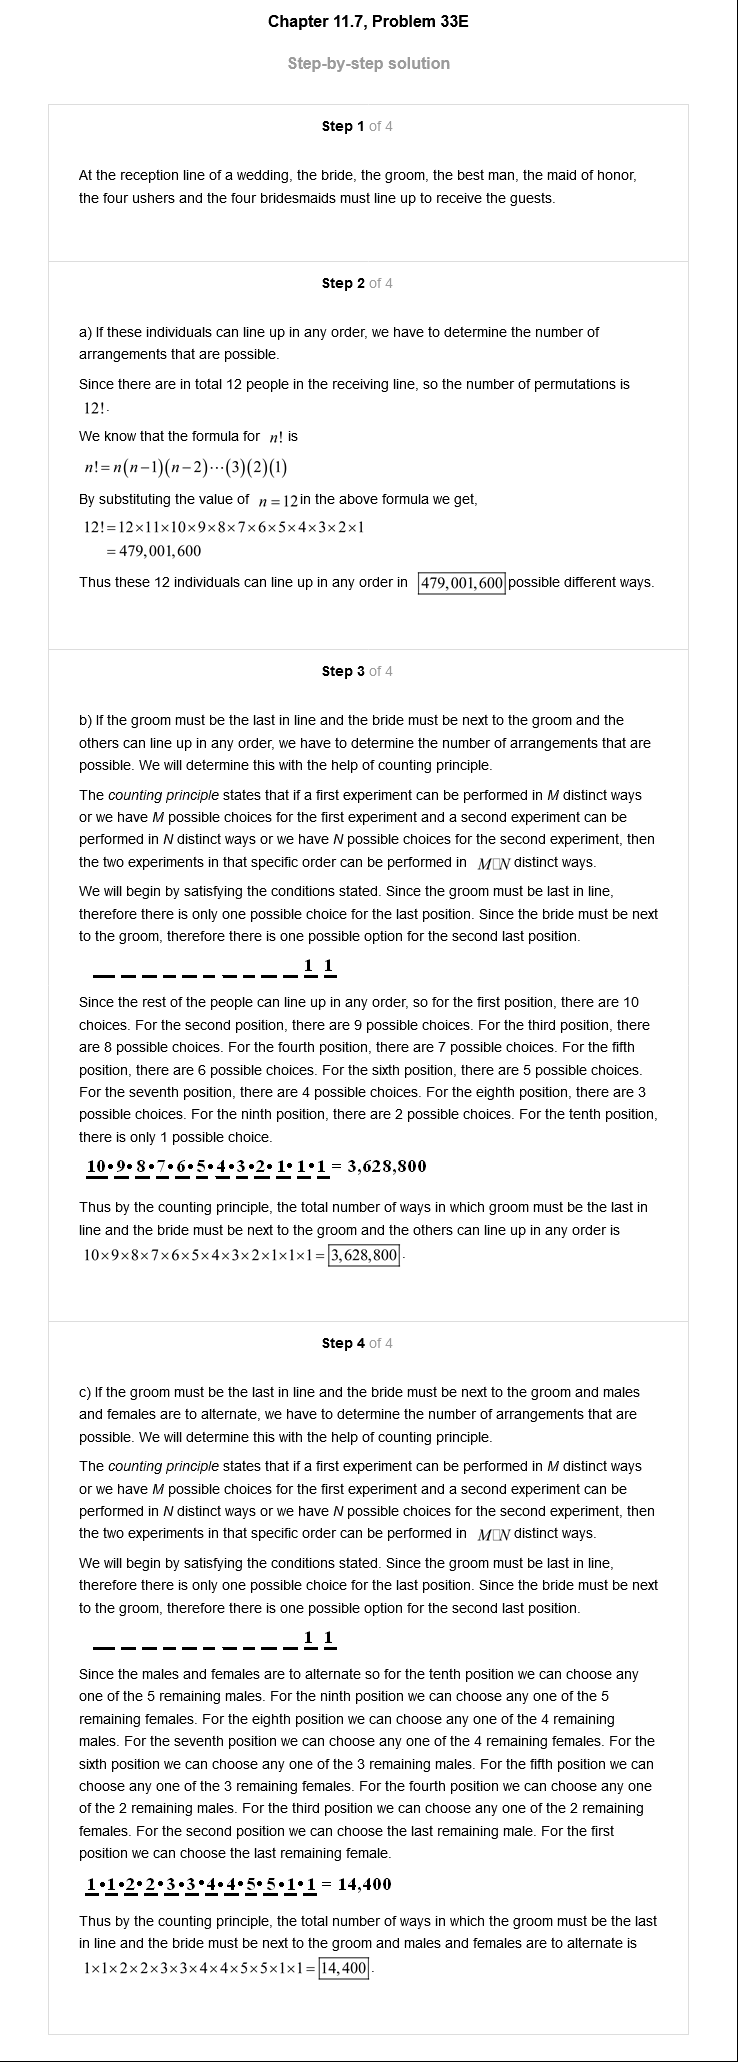 Chapter 11.7, Problem 33E
Step-by-step solution
Step 1 of 4
At the reception line of a wedding, the bride, the groom, the best man, the maid of honor,
the four ushers and the four bridesmaids must line up to receive the guests.
Step 2 of 4
a) If these individuals can line up in any order, we have to determine the number of
arrangements that are possible.
Since there are in total 12 people in the receiving line, so the number of permutations is
12!.
We know that the formula for n! is
n!=n(n−1)(n−2)⋯(3)(2)(1)
By substituting the value of n=12 in the above formula we get,
12!=12×11×10×9×8×7×6×5×4×3×2×1
=479,001,600
Thus these 12 individuals can line up in any order in 479,001,600 possible different ways.
Step 3 of 4
b) If the groom must be the last in line and the bride must be next to the groom and the
others can line up in any order, we have to determine the number of arrangements that are
possible. We will determine this with the help of counting principle.
The counting principle states that if a first experiment can be performed in M distinct ways
or we have M possible choices for the first experiment and a second experiment can be
performed in N distinct ways or we have N possible choices for the second experiment, then
the two experiments in that specific order can be performed in M□N distinct ways.
We will begin by satisfying the conditions stated. Since the groom must be last in line,
therefore there is only one possible choice for the last position. Since the bride must be next
to the groom, therefore there is one possible option for the second last position.
_ _ _ _ _ _ _ _ _ _ 1 1
Since the rest of the people can line up in any order, so for the first position, there are 10
choices. For the second position, there are 9 possible choices. For the third position, there
are 8 possible choices. For the fourth position, there are 7 possible choices. For the fifth
position, there are 6 possible choices. For the sixth position, there are 5 possible choices.
For the seventh position, there are 4 possible choices. For the eighth position, there are 3
possible choices. For the ninth position, there are 2 possible choices. For the tenth position,
there is only 1 possible choice.
10•9•8•7•6•5•4•3•2•1•1•1 = 3,628,800
Thus by the counting principle, the total number of ways in which groom must be the last in
line and the bride must be next to the groom and the others can line up in any order is
10×9×8×7×6×5×4×3×2×1×1×1=3,628,800.
Step 4 of 4
c) If the groom must be the last in line and the bride must be next to the groom and males
and females are to alternate, we have to determine the number of arrangements that are
possible. We will determine this with the help of counting principle.
The counting principle states that if a first experiment can be performed in M distinct ways
or we have M possible choices for the first experiment and a second experiment can be
performed in N distinct ways or we have N possible choices for the second experiment, then
the two experiments in that specific order can be performed in M□N distinct ways.
We will begin by satisfying the conditions stated. Since the groom must be last in line,
therefore there is only one possible choice for the last position. Since the bride must be next
to the groom, therefore there is one possible option for the second last position.
_ _ _ _ _ _ _ _ _ _ 1 1
Since the males and females are to alternate so for the tenth position we can choose any
one of the 5 remaining males. For the ninth position we can choose any one of the 5
remaining females. For the eighth position we can choose any one of the 4 remaining
males. For the seventh position we can choose any one of the 4 remaining females. For the
sixth position we can choose any one of the 3 remaining males. For the fifth position we can
choose any one of the 3 remaining females. For the fourth position we can choose any one
of the 2 remaining males. For the third position we can choose any one of the 2 remaining
females. For the second position we can choose the last remaining male. For the first
position we can choose the last remaining female.
1•1•2•2•3•3•4•4•5•5•1•1 = 14,400
Thus by the counting principle, the total number of ways in which the groom must be the last
in line and the bride must be next to the groom and males and females are to alternate is
1×1×2×2×3×3×4×4×5×5×1×1=14,400.